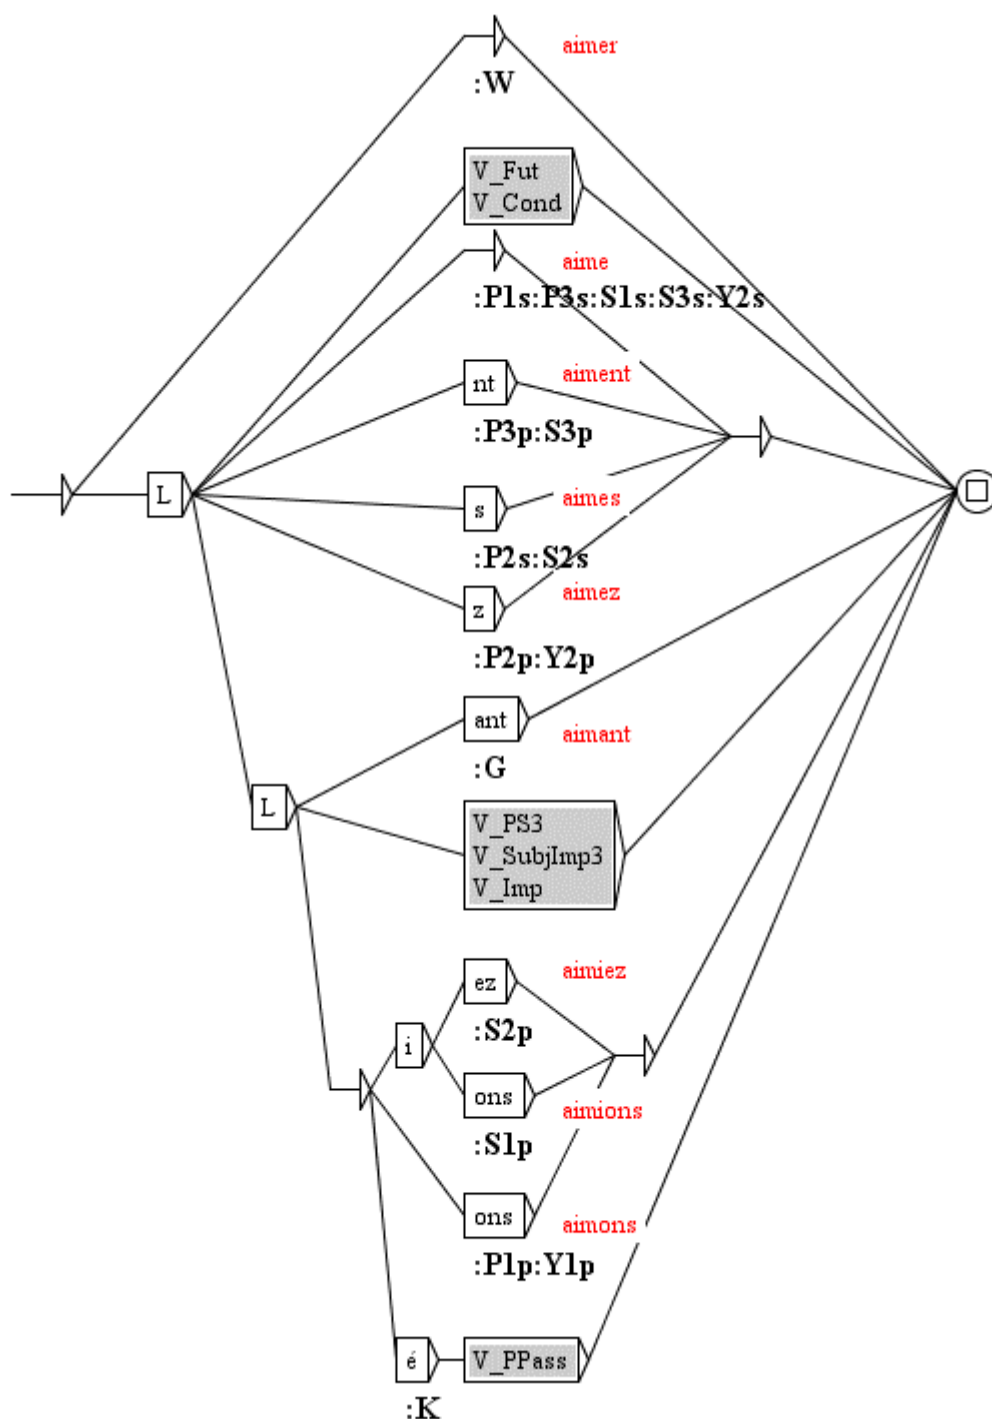 aimer
:W
V_Fut
V_Cond
aime
:P1s:P3s:S1s:S3s:Y2s
nt
aiment
:P3p:S3p
L
s
aimes
:P2s:S2s
z
aimez
:P2p:Y2p
ant
aimant
:G
L
V_PS3
V_SubjImp3
V_Imp
aimiez
ez
:S2p
i
ons
aimions
:S1p
ons
aimons
:P1p:Y1p
é
V_PPass
:K